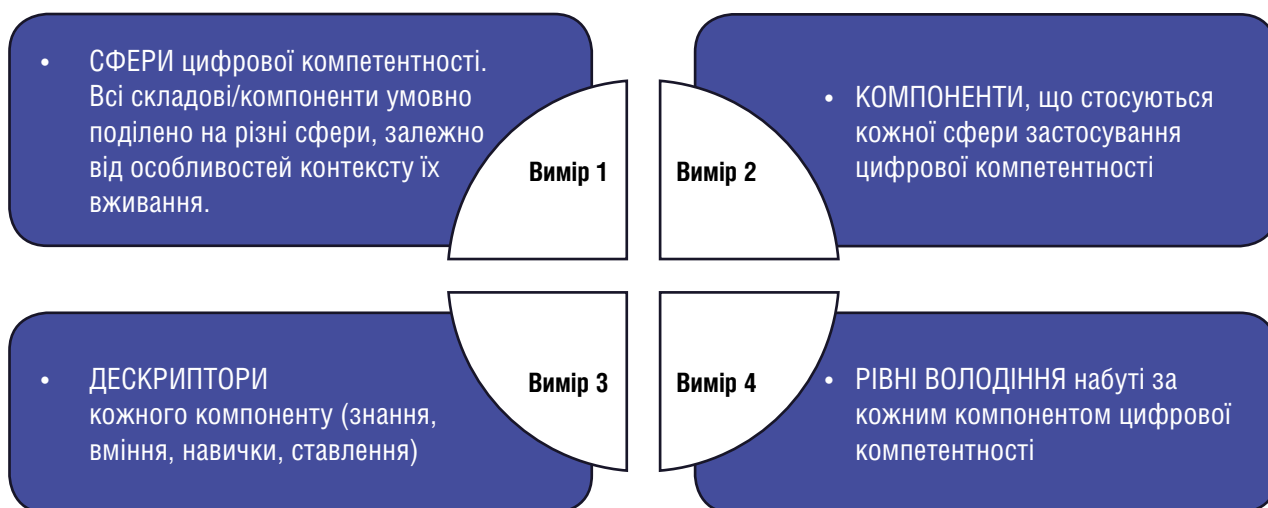 • СФЕРИ цифрової компетентності.
Всі складові/компоненти умовно
поділено на різні сфери, залежно
від особливостей контексту їх
вживання.
Вимір 1
Вимір 2
• КОМПОНЕНТИ, що стосуються
кожної сфери застосування
цифрової компетентності
• ДЕСКРИПТОРИ
кожного компоненту (знання,
вміння, навички, ставлення)
Вимір 3
Вимір 4
• РІВНІ ВОЛОДІННЯ набуті за
кожним компонентом цифрової
компетентності